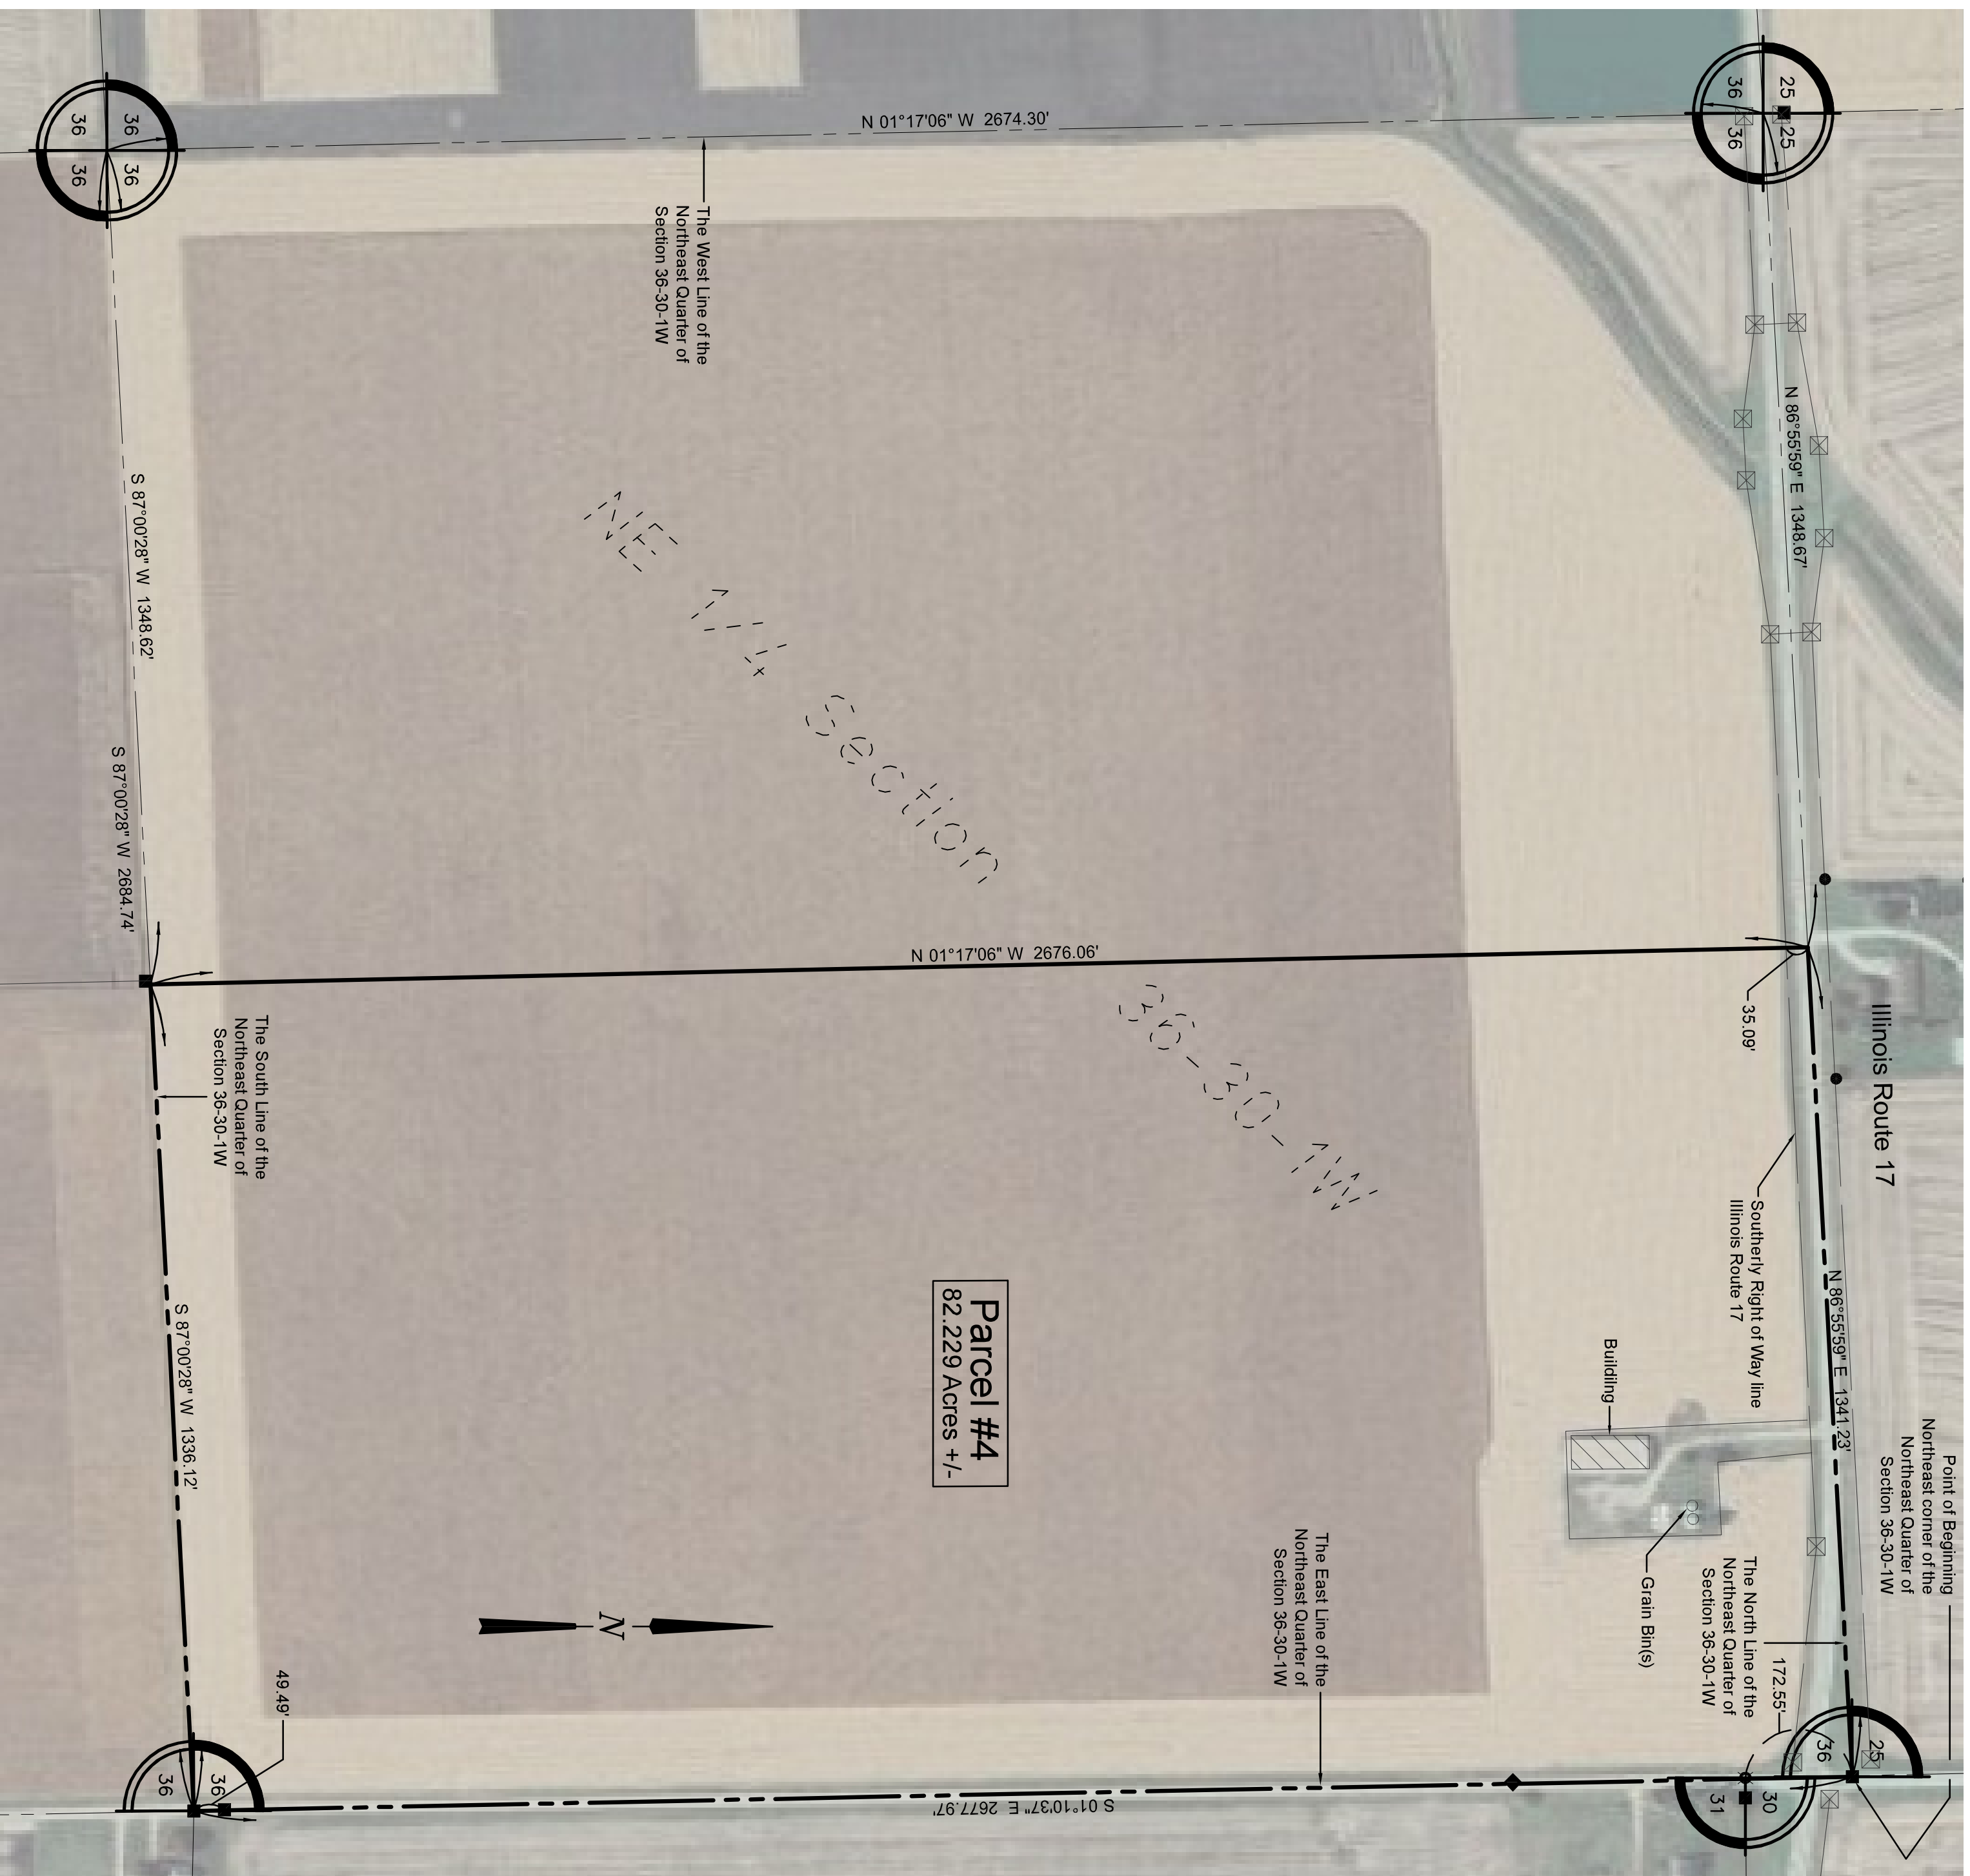 Point of Beginning
Northeast corner of the
Northeast Quarter of
Section 36-30-1W
Illinois Route 17
N 86°55'59" E 1348.67'
N 86°55'59" E 1341.23'
25
36
25
36
35.09'
Southerly Right of Way line
Illinois Route 17
The North Line of the
Northeast Quarter of
Section 36-30-1W
172.55'
25
36
30
31
Grain Bin(s)
Buildilng
The East Line of the
Northeast Quarter of
Section 36-30-1W
S 01°10'37" E 2677.97'
N 01°17'06" W 2674.30'
N 01°17'06" W 2676.06'
The West Line of the
Northeast Quarter of
Section 36-30-1W
NE 1/4 Section 36-30-1W
Parcel #4
82.229 Acres +/-
N
The South Line of the
Northeast Quarter of
Section 36-30-1W
49.49'
36
36
36
36
36
36
S 87°00'28" W 1348.62'
S 87°00'28" W 2684.74'
S 87°00'28" W 1336.12'